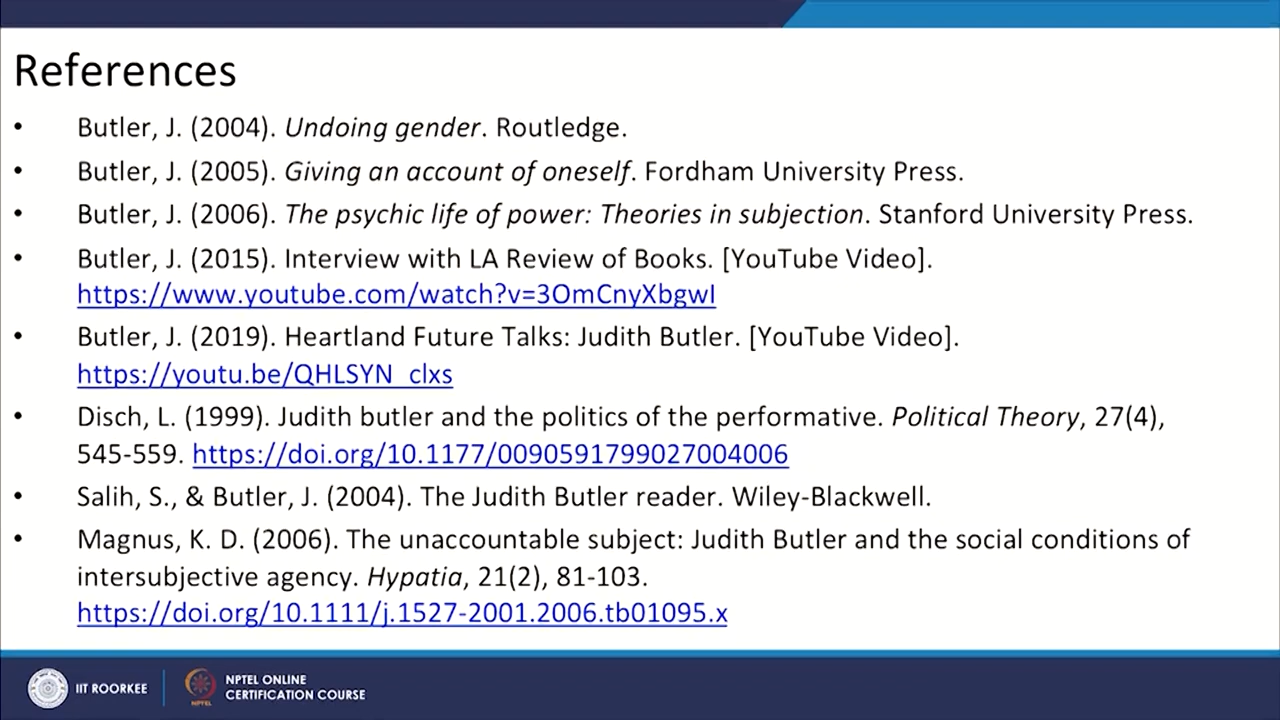 References
• Butler, J. (2004). Undoing gender. Routledge.
• Butler, J. (2005). Giving an account of oneself. Fordham University Press.
• Butler, J. (2006). The psychic life of power: Theories in subjection. Stanford University Press.
• Butler, J. (2015). Interview with LA Review of Books. [YouTube Video].
https://www.youtube.com/watch?v=3OmCnyXbgwI
• Butler, J. (2019). Heartland Future Talks: Judith Butler. [YouTube Video].
https://youtu.be/QHLSYN_clxs
• Disch, L. (1999). Judith butler and the politics of the performative. Political Theory, 27(4),
545-559. https://doi.org/10.1177/0090591799027004006
• Salih, S., & Butler, J. (2004). The Judith Butler reader. Wiley-Blackwell.
• Magnus, K. D. (2006). The unaccountable subject: Judith Butler and the social conditions of
intersubjective agency. Hypatia, 21(2), 81-103.
https://doi.org/10.1111/j.1527-2001.2006.tb01095.x
IIT ROORKEE
NPTEL ONLINE
CERTIFICATION COURSE